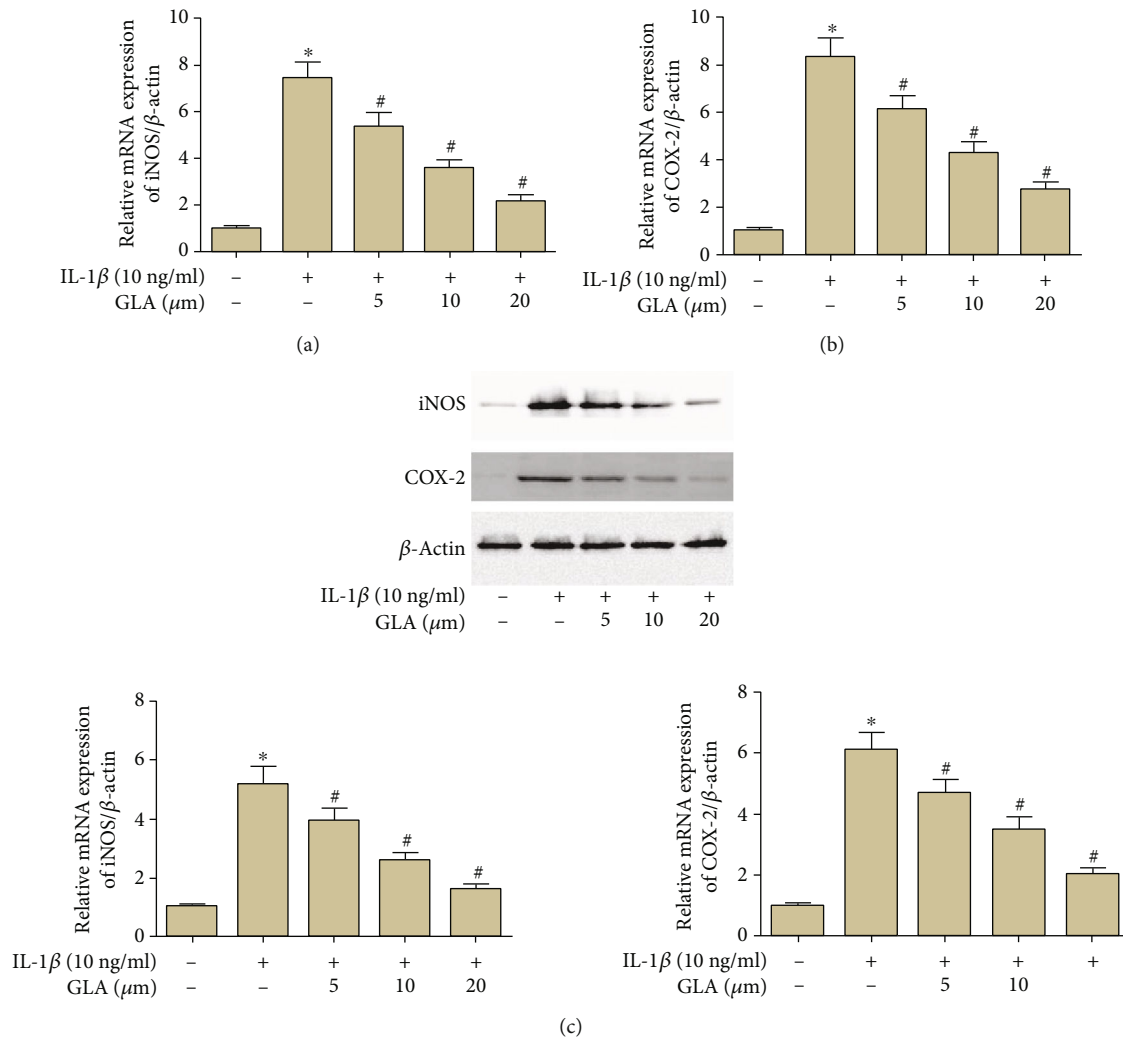 10
8
6
4
2
0
Relative mRNA expression
of iNOS/β-actin
*
#
#
#
IL-1β (10 ng/ml) – + + + +
GLA (μm) – – 5 10 20
(a)
10
8
6
4
2
0
Relative mRNA expression
of COX-2/β-actin
*
#
#
#
IL-1β (10 ng/ml) – + + + +
GLA (μm) – – 5 10 20
(b)
iNOS
COX-2
β-Actin
IL-1β (10 ng/ml) – + + + +
GLA (μm) – – 5 10 20
8
6
4
2
0
Relative mRNA expression
of iNOS/β-actin
*
#
#
#
IL-1β (10 ng/ml) – + + + +
GLA (μm) – – 5 10 20
8
6
4
2
0
Relative mRNA expression
of COX-2/β-actin
*
#
#
#
IL-1β (10 ng/ml) – + + + +
GLA (μm) – – 5 10
(c)